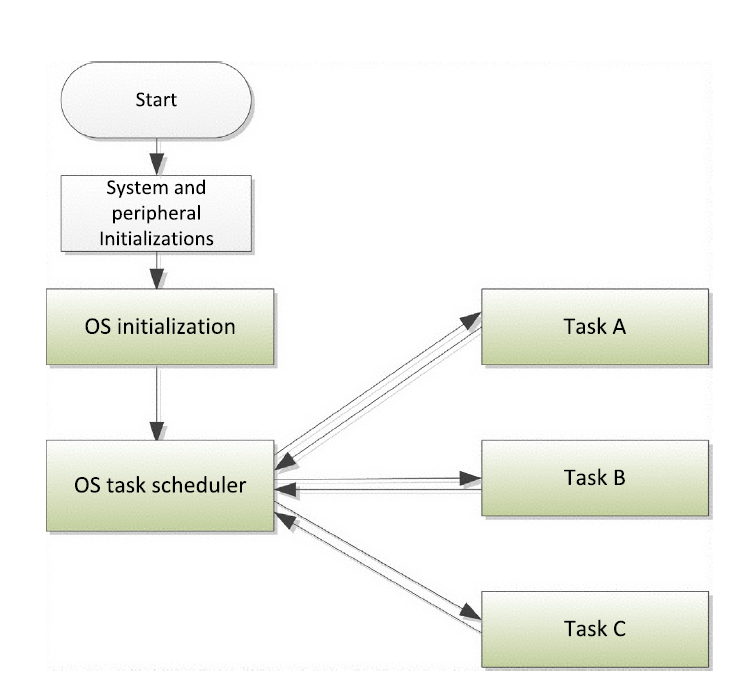 Start
System and
peripheral
Initializations
OS initialization
Task A
OS task scheduler
Task B
Task C